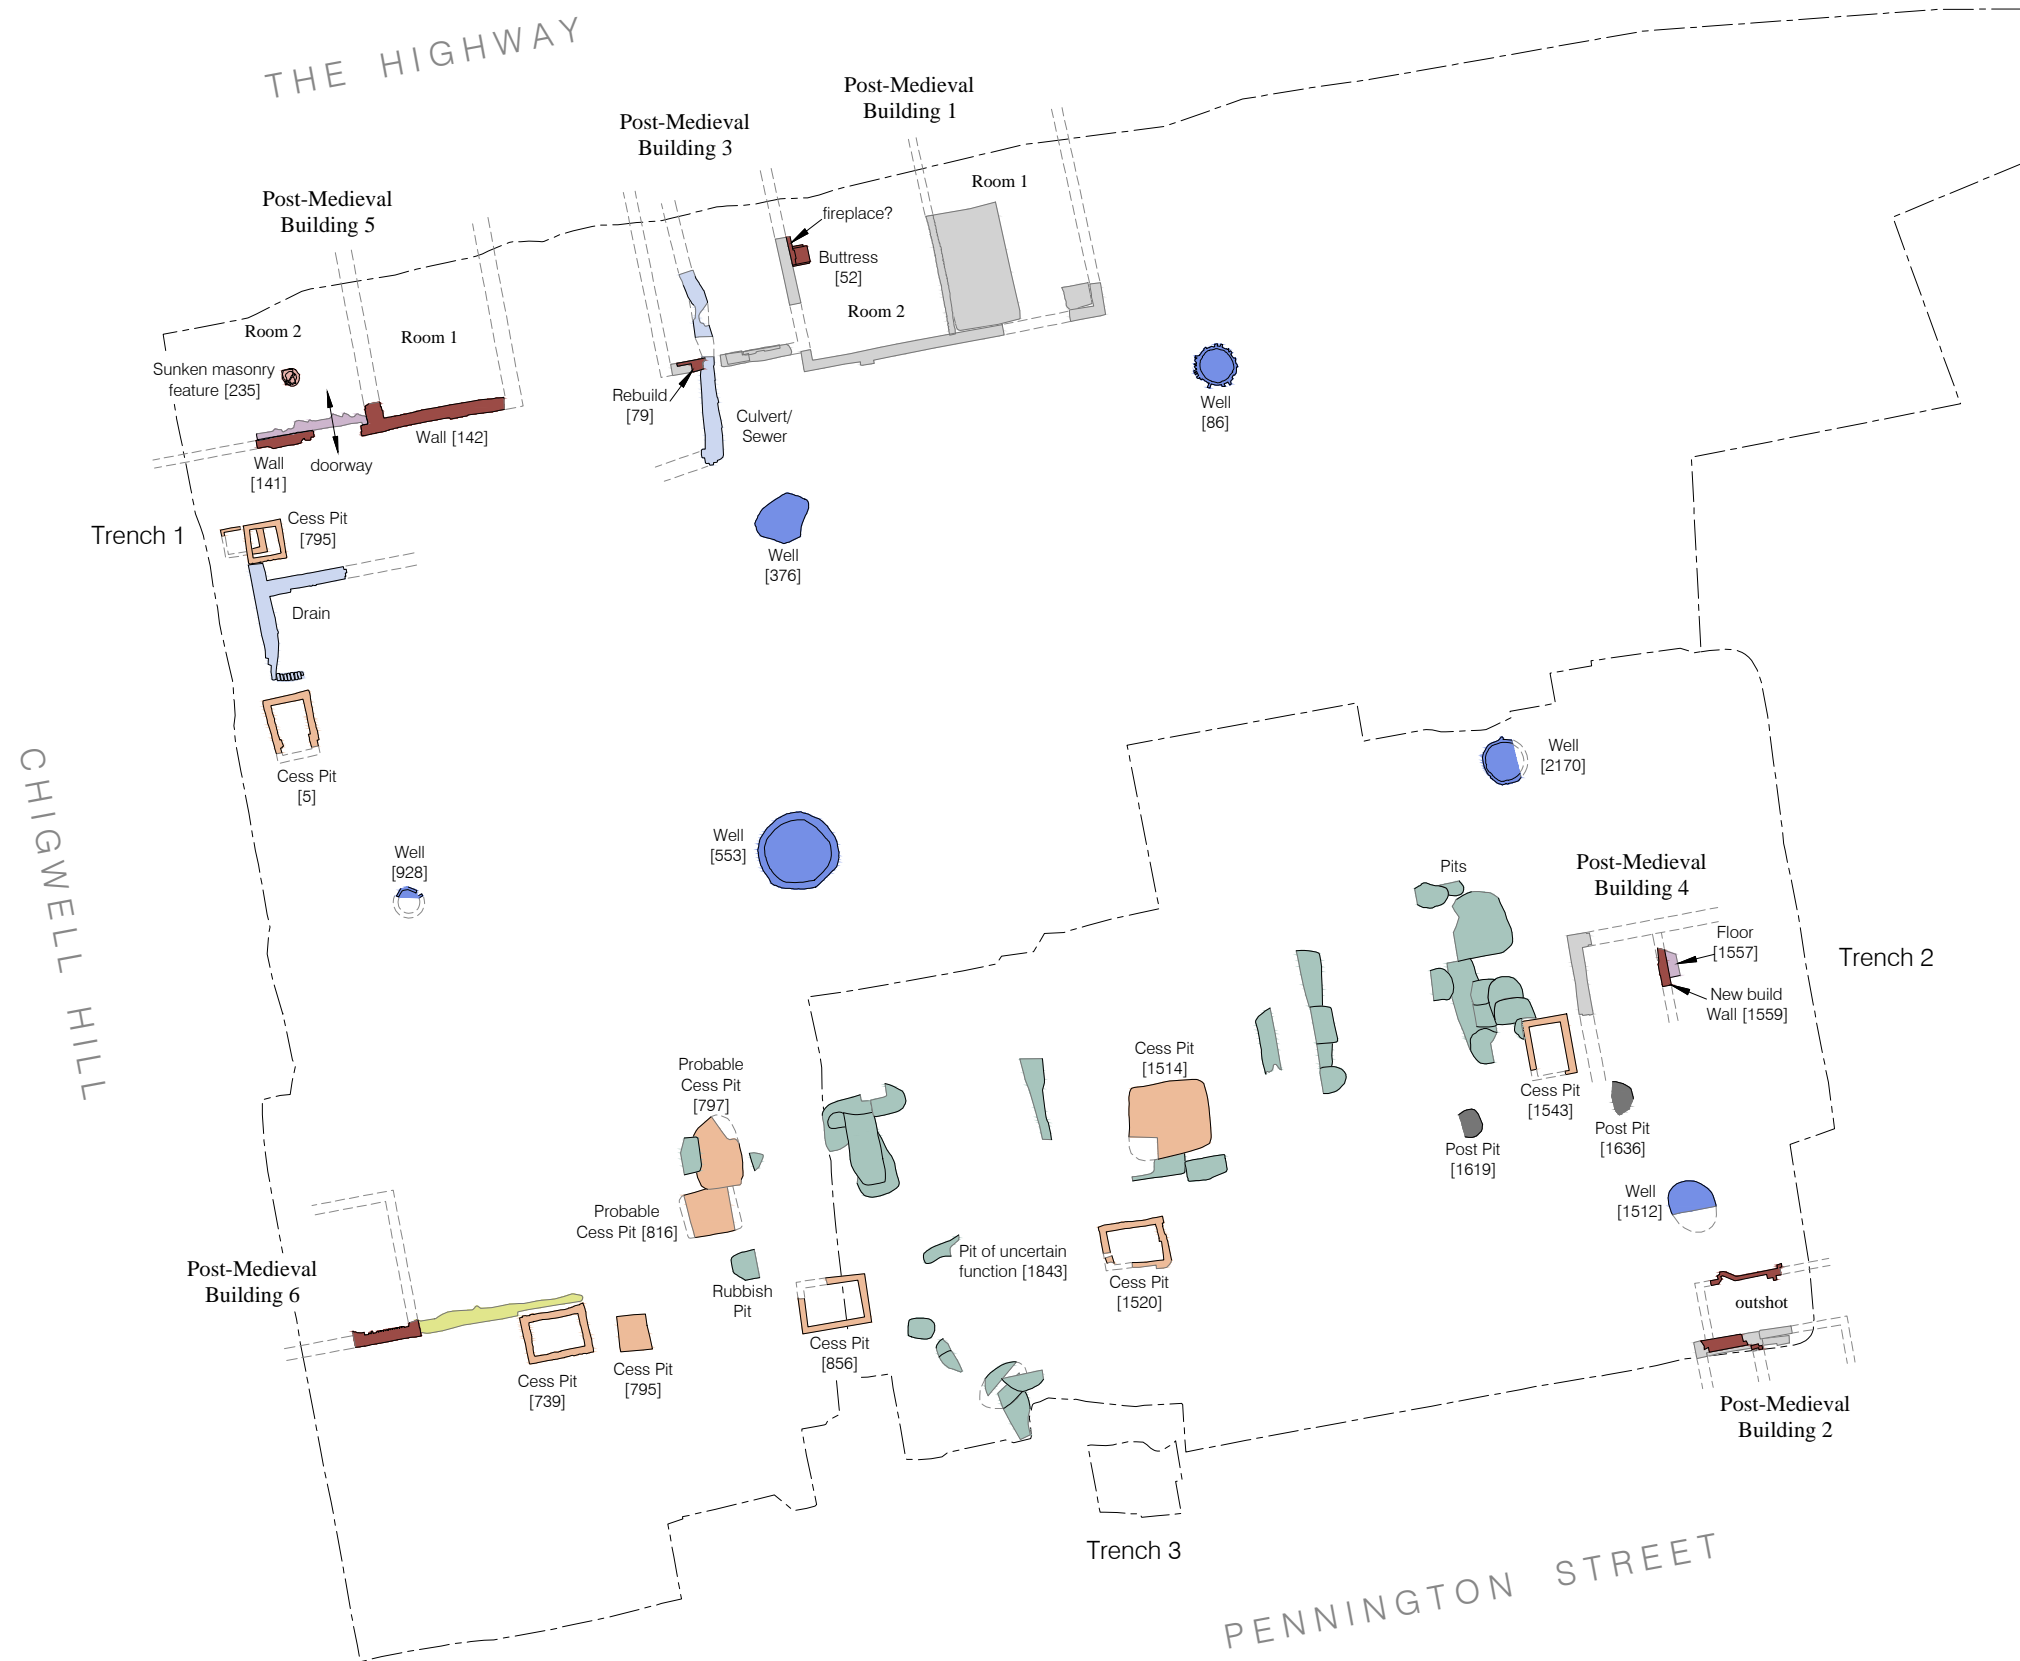 THE HIGHWAY
Post-Medieval
Building 1
Post-Medieval
Building 3
Post-Medieval
Building 5
Room 1
fireplace?
Buttress
[52]
Room 2
Room 2
Room 1
Sunken masonry
feature [235]
Rebuild
[79]
Culvert/
Sewer
Well
[86]
Wall [142]
Wall
[141]
doorway
Trench 1
Cess Pit
[795]
Well
[376]
Drain
Cess Pit
[5]
Well
[2170]
CHIGWELL HILL
Well
[553]
Well
[928]
Pits
Post-Medieval
Building 4
Floor
[1557]
Trench 2
New build
Wall [1559]
Cess Pit
[1514]
Probable
Cess Pit
[797]
Cess Pit
[1543]
Post Pit
[1636]
Post Pit
[1619]
Well
[1512]
Probable
Cess Pit [816]
Pit of uncertain
function [1843]
Post-Medieval
Building 6
Rubbish
Pit
Cess Pit
[1520]
outshot
Cess Pit
[856]
Cess Pit
[739]
Cess Pit
[795]
Post-Medieval
Building 2
Trench 3
PENNINGTON STREET